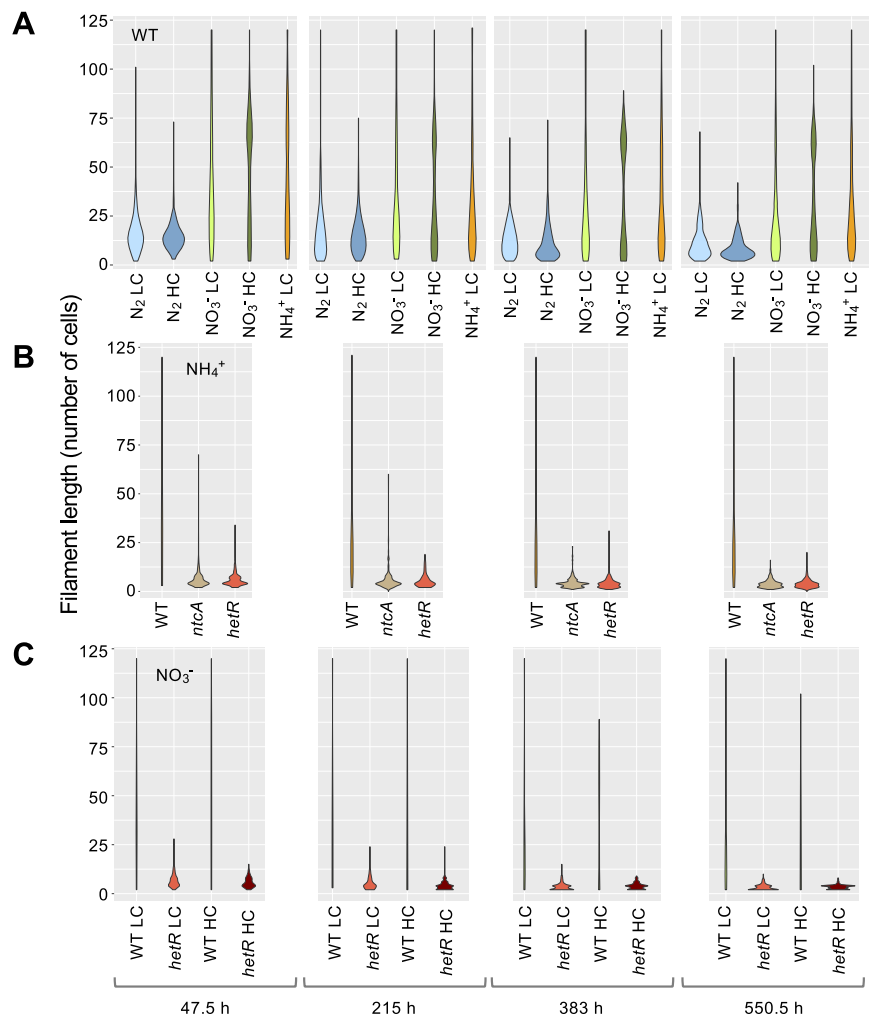 A
WT
125
100
75
50
25
0
N₂ LC
N₂ HC
NO₃⁻ LC
NO₃⁻ HC
NH₄⁺ LC
N₂ LC
N₂ HC
NO₃⁻ LC
NO₃⁻ HC
NH₄⁺ LC
N₂ LC
N₂ HC
NO₃⁻ LC
NO₃⁻ HC
NH₄⁺ LC
N₂ LC
N₂ HC
NO₃⁻ LC
NO₃⁻ HC
NH₄⁺ LC
Filament length (number of cells)
B
NH₄⁺
125
100
75
50
25
0
WT
ntcA
hetR
WT
ntcA
hetR
WT
ntcA
hetR
WT
ntcA
hetR
C
NO₃⁻
125
100
75
50
25
0
WT LC
hetR LC
WT HC
hetR HC
WT LC
hetR LC
WT HC
hetR HC
WT LC
hetR LC
WT HC
hetR HC
WT LC
hetR LC
WT HC
hetR HC
47.5 h
215 h
383 h
550.5 h